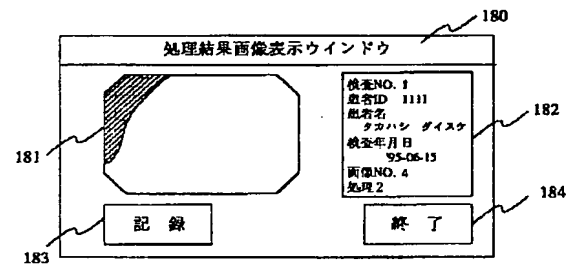 180
処理結果画像表示ウインドウ
検査NO. 1
患者ID 1111
患者名
タカハシ ダイスケ
検査年月日
'95-06-15
画像NO. 4
処理2
181
182
183
記 録
終 了
184